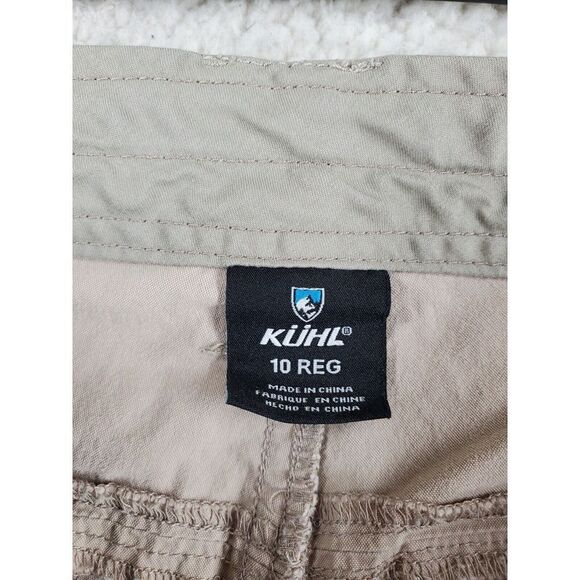 KÜHL®
10 REG
MADE IN CHINA
FABRIQUE EN CHINE
HECHO EN CHINA